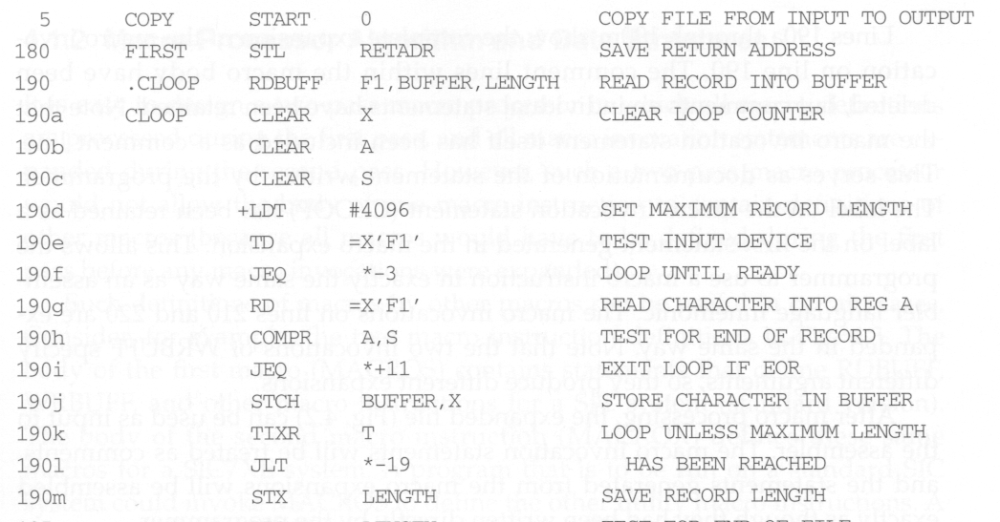 5 COPY START 0 COPY FILE FROM INPUT TO OUTPUT
180 FIRST STL RETADR SAVE RETURN ADDRESS
190 .CLOOP RDBUFF F1,BUFFER,LENGTH READ RECORD INTO BUFFER
190a CLOOP CLEAR X CLEAR LOOP COUNTER
190b CLEAR A
190c CLEAR S
190d +LDT #4096 SET MAXIMUM RECORD LENGTH
190e TD =X'F1' TEST INPUT DEVICE
190f JEQ *-3 LOOP UNTIL READY
190g RD =X'F1' READ CHARACTER INTO REG A
190h COMPR A,S TEST FOR END OF RECORD
190i JEQ *+11 EXIT LOOP IF EOR
190j STCH BUFFER,X STORE CHARACTER IN BUFFER
190k TIXR T LOOP UNLESS MAXIMUM LENGTH
190l JLT *-19 HAS BEEN REACHED
190m STX LENGTH SAVE RECORD LENGTH